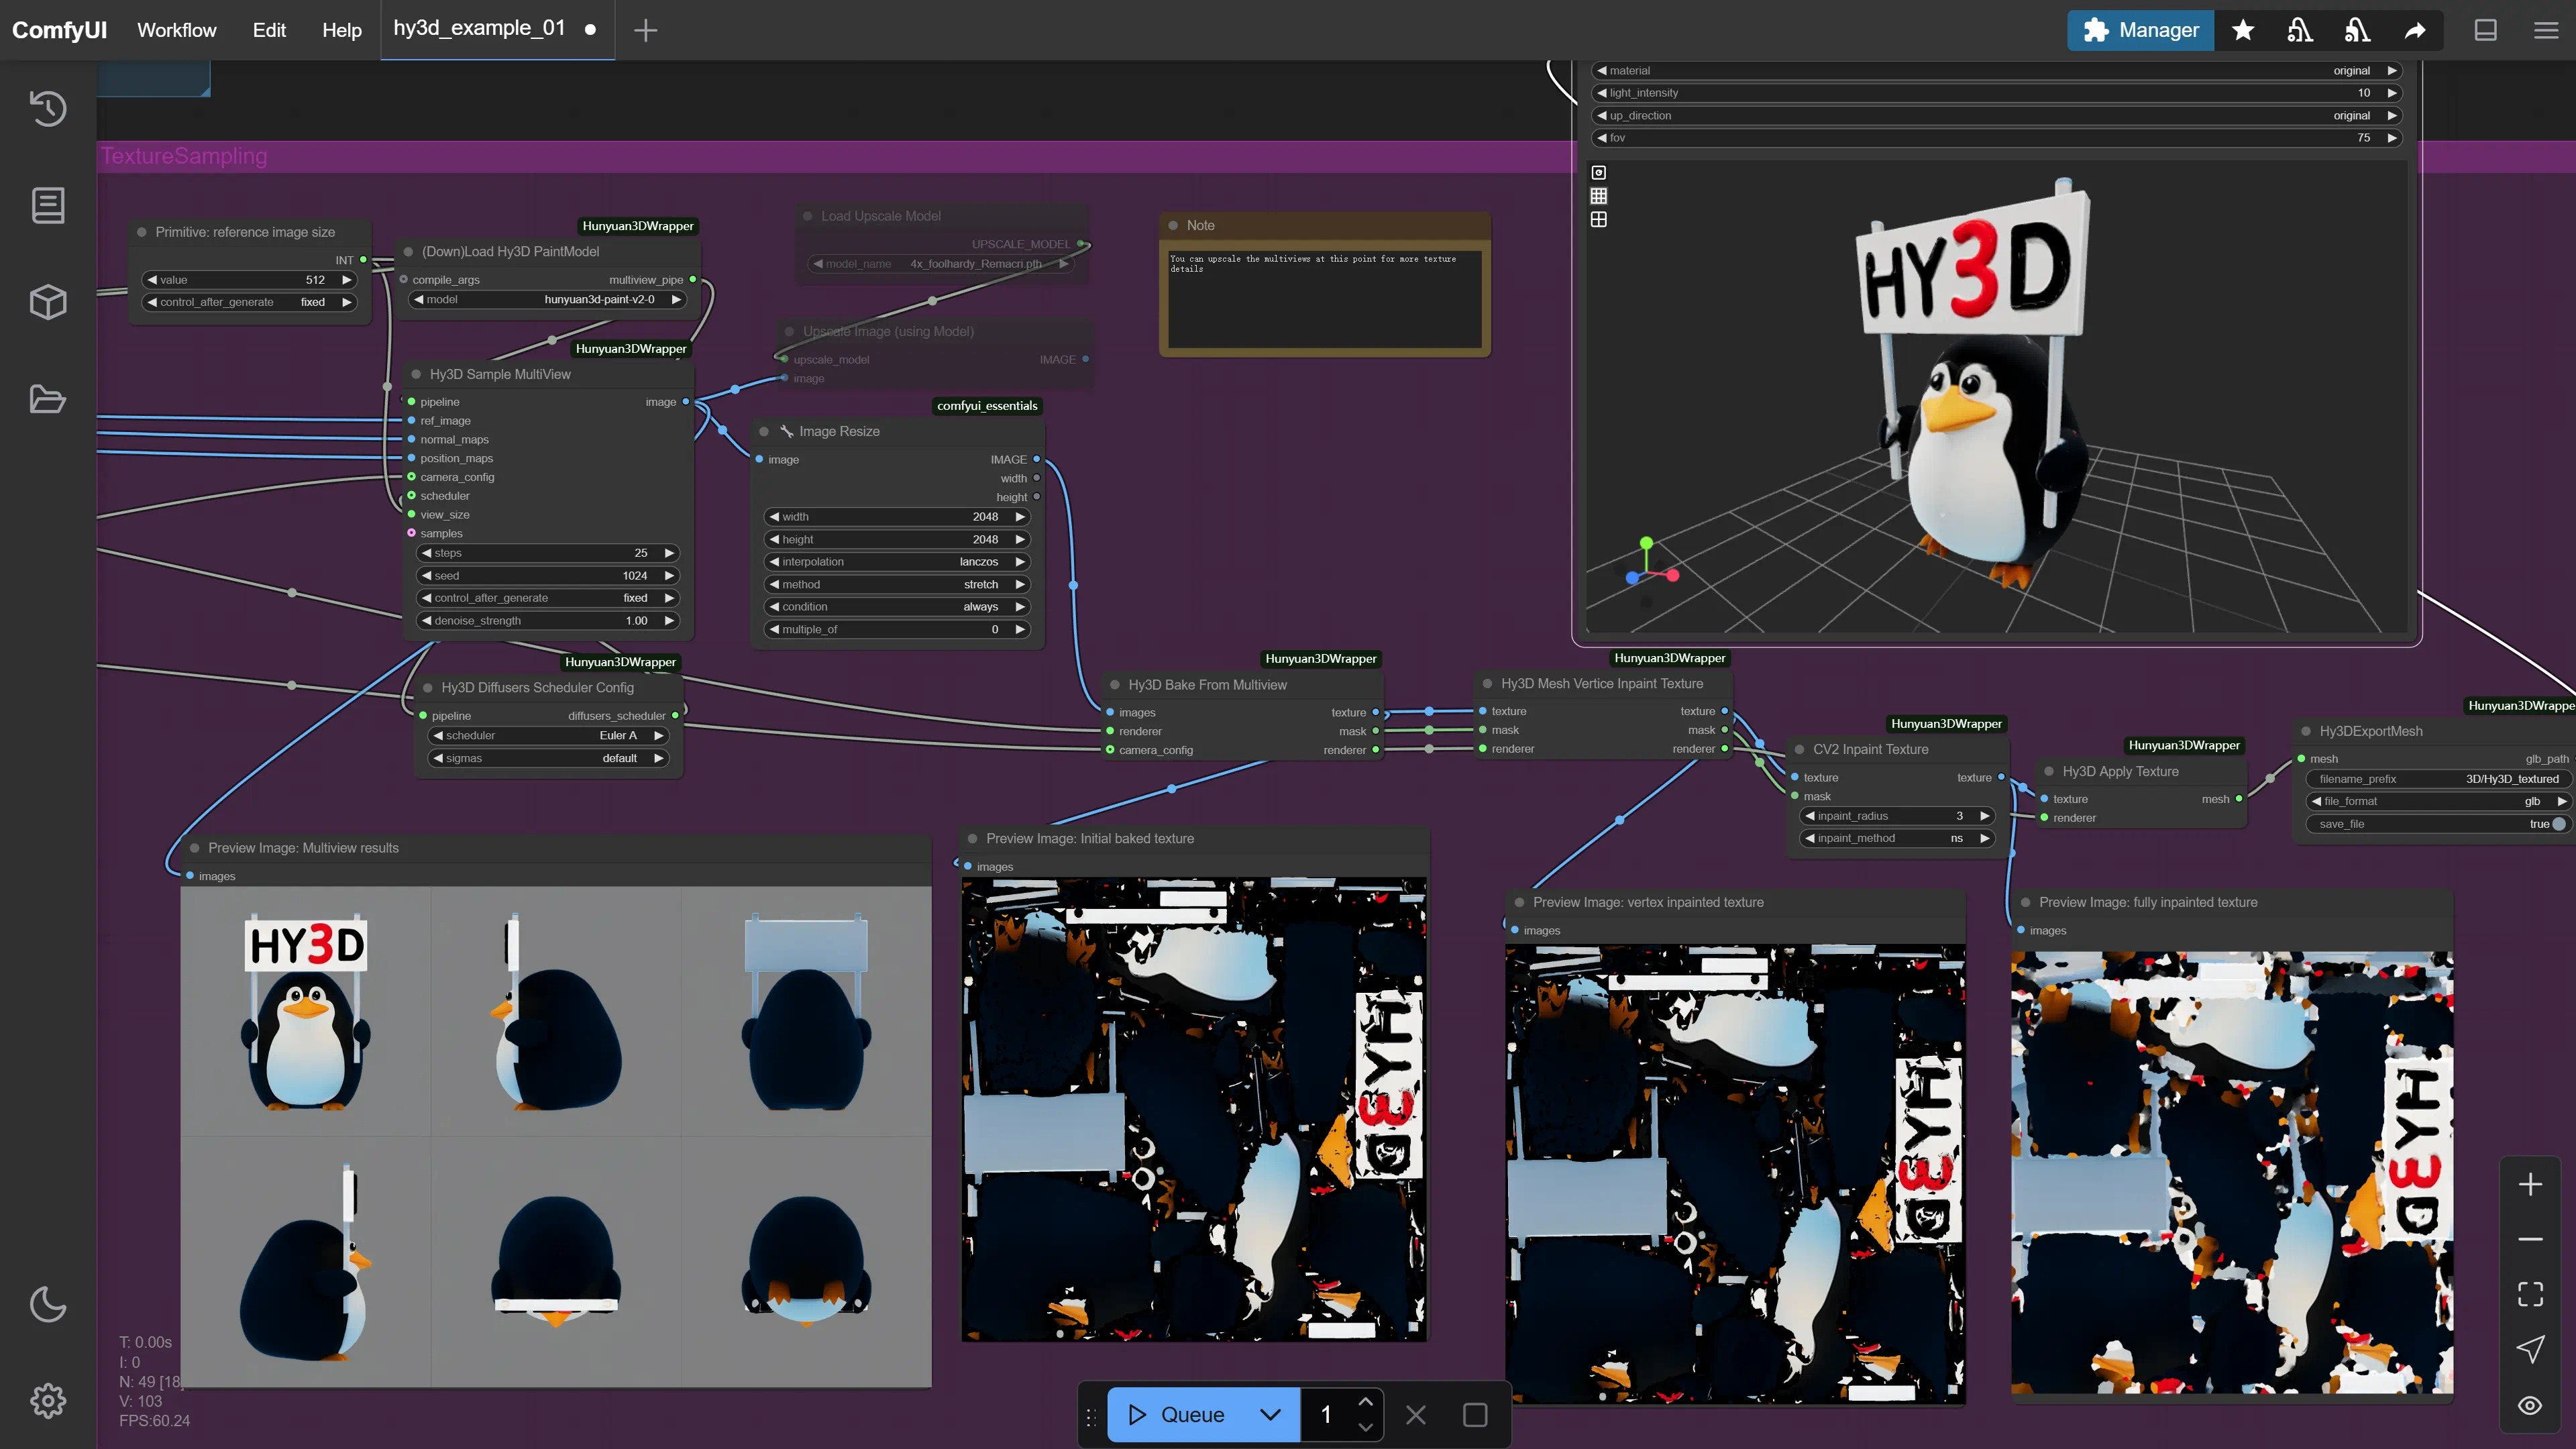 ComfyUI Workflow Edit Help hy3d_example_01
Manager
TextureSampling
Primitive: reference image size
INT
value 512
control_after_generate fixed
Hunyuan3DWrapper
(Down)Load Hy3D PaintModel
compile_args multiview_pipe
model hunyuan3d-paint-v2-0
Hunyuan3DWrapper
Hy3D Sample MultiView
pipeline image
ref_image
normal_maps
position_maps
camera_config
scheduler
view_size
samples
steps 25
seed 1024
control_after_generate fixed
denoise_strength 1.00
Hunyuan3DWrapper
Hy3D Diffusers Scheduler Config
pipeline diffusers_scheduler
scheduler Euler A
sigmas default
Load Upscale Model
UPSCALE_MODEL
model_name 4x_foolhardy_Remacri.pth
Upscale Image (using Model)
upscale_model IMAGE
image
comfyui_essentials
Image Resize
image IMAGE
width
height
width 2048
height 2048
interpolation lanczos
method stretch
condition always
multiple_of 0
Note
You can upscale the multiviews at this point for more texture
details
material original
light_intensity 10
up_direction original
fov 75
HY3D
Hunyuan3DWrapper
Hy3D Bake From Multiview
images texture
renderer mask
camera_config renderer
Hunyuan3DWrapper
Hy3D Mesh Vertice Inpaint Texture
texture texture
mask mask
renderer renderer
Hunyuan3DWrapper
CV2 Inpaint Texture
texture texture
mask
inpaint_radius 3
inpaint_method ns
Hunyuan3DWrapper
Hy3D Apply Texture
texture mesh
renderer
Hunyuan3DWrappe
Hy3DExportMesh
mesh glb_path
filename_prefix 3D/Hy3D_textured
file_format glb
save_file true
Preview Image: Multiview results
images
HY3D
Preview Image: Initial baked texture
images
HY3D
Preview Image: vertex inpainted texture
images
HY3D
Preview Image: fully inpainted texture
images
HY3D
T: 0.00s
I: 0
N: 49 [18]
V: 103
FPS:60.24
Queue 1